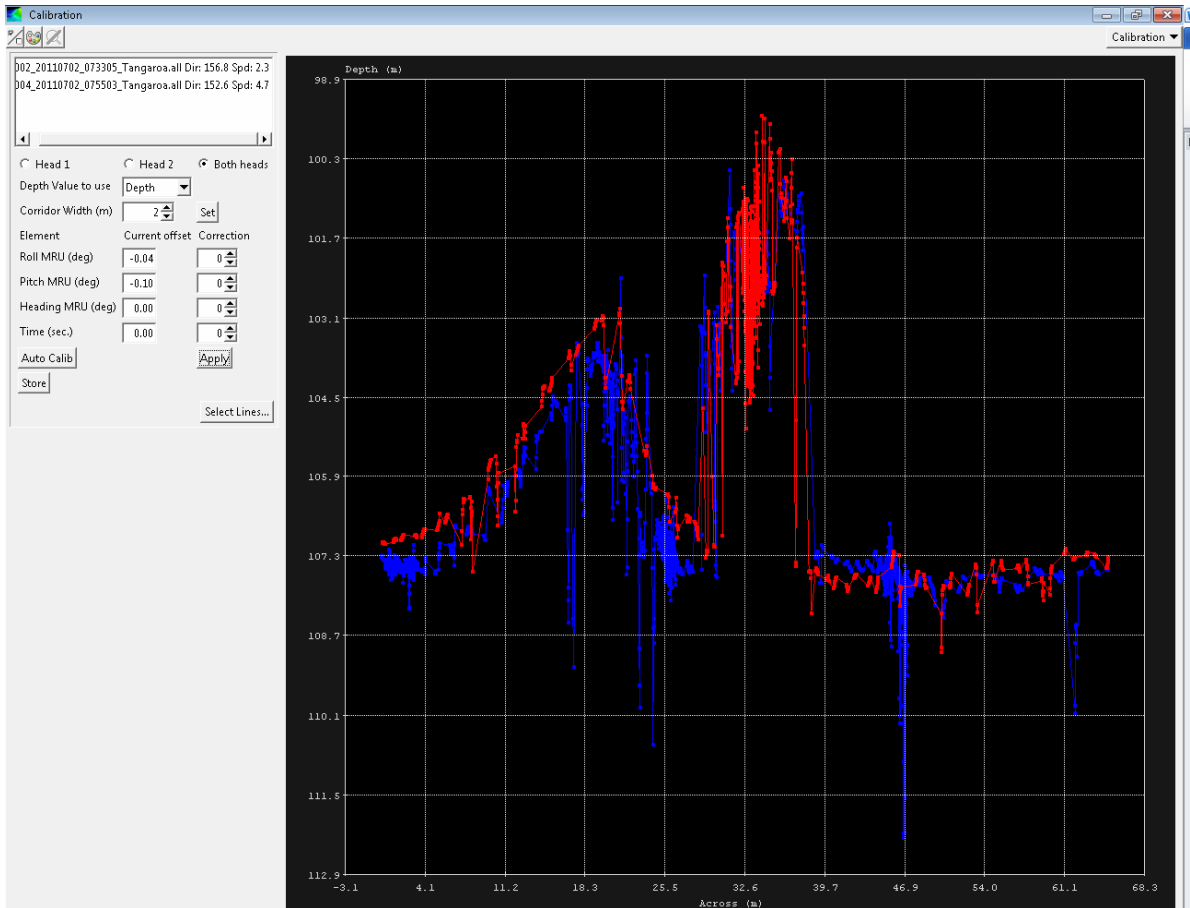 Calibration
Calibration
002_20110702_073305_Tangaroa.all Dir: 156.8 Spd: 2.3
004_20110702_075503_Tangaroa.all Dir: 152.6 Spd: 4.7
Head 1 Head 2 Both heads
Depth Value to use Depth
Corridor Width (m) 2 Set
Element Current offset Correction
Roll MRU (deg) -0.04 0
Pitch MRU (deg) -0.10 0
Heading MRU (deg) 0.00 0
Time (sec.) 0.00 0
Auto Calib Apply
Store
Select Lines...
Depth (m)
98.9
100.3
101.7
103.1
104.5
105.9
107.3
108.7
110.1
111.5
112.9
-3.1 4.1 11.2 18.3 25.5 32.6 39.7 46.9 54.0 61.1 68.3
Across (m)